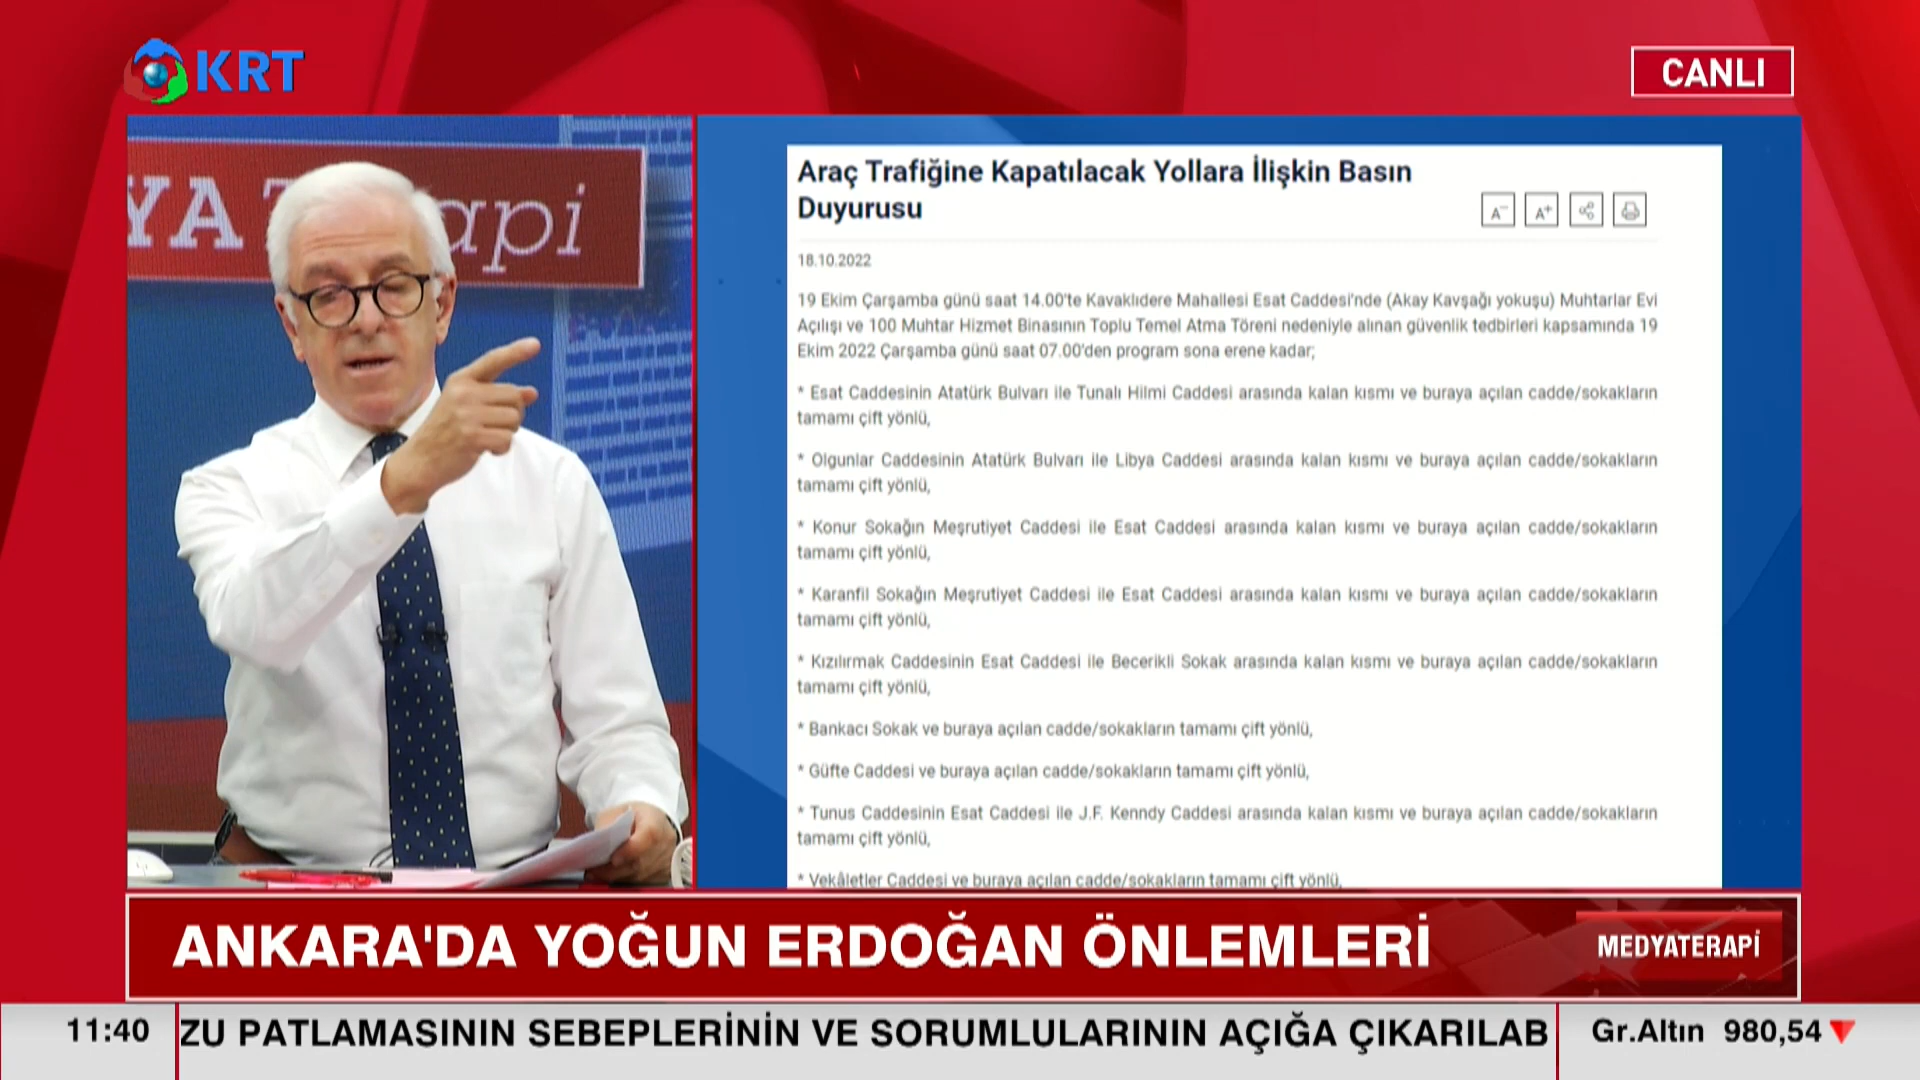 KRT
CANLI
YA Tapi
Araç Trafiğine Kapatılacak Yollara İlişkin Basın
Duyurusu
A-
A+
18.10.2022
19 Ekim Çarşamba günü saat 14.00'te Kavaklıdere Mahallesi Esat Caddesi'nde (Akay Kavşağı yokuşu) Muhtarlar Evi
Açılışı ve 100 Muhtar Hizmet Binasının Toplu Temel Atma Töreni nedeniyle alınan güvenlik tedbirleri kapsamında 19
Ekim 2022 Çarşamba günü saat 07.00'den program sona erene kadar;
* Esat Caddesinin Atatürk Bulvarı ile Tunalı Hilmi Caddesi arasında kalan kısmı ve buraya açılan cadde/sokakların
tamamı çift yönlü,
* Olgunlar Caddesinin Atatürk Bulvarı ile Libya Caddesi arasında kalan kısmı ve buraya açılan cadde/sokakların
tamamı çift yönlü,
* Konur Sokağın Meşrutiyet Caddesi ile Esat Caddesi arasında kalan kısmı ve buraya açılan cadde/sokakların
tamamı çift yönlü,
* Karanfil Sokağın Meşrutiyet Caddesi ile Esat Caddesi arasında kalan kısmı ve buraya açılan cadde/sokakların
tamamı çift yönlü,
* Kızılırmak Caddesinin Esat Caddesi ile Becerikli Sokak arasında kalan kısmı ve buraya açılan cadde/sokakların
tamamı çift yönlü,
* Bankacı Sokak ve buraya açılan cadde/sokakların tamamı çift yönlü,
* Güfte Caddesi ve buraya açılan cadde/sokakların tamamı çift yönlü,
* Tunus Caddesinin Esat Caddesi ile J.F. Kenndy Caddesi arasında kalan kısmı ve buraya açılan cadde/sokakların
tamamı çift yönlü,
* Vekâletler Caddesi ve buraya açılan cadde/sokakların tamamı çift yönlü,
ANKARA'DA YOĞUN ERDOĞAN ÖNLEMLERİ
MEDYATERAPİ
11:40
ZU PATLAMASININ SEBEPLERİNİN VE SORUMLULARININ AÇIĞA ÇIKARILAB
Gr.Altın 980,54